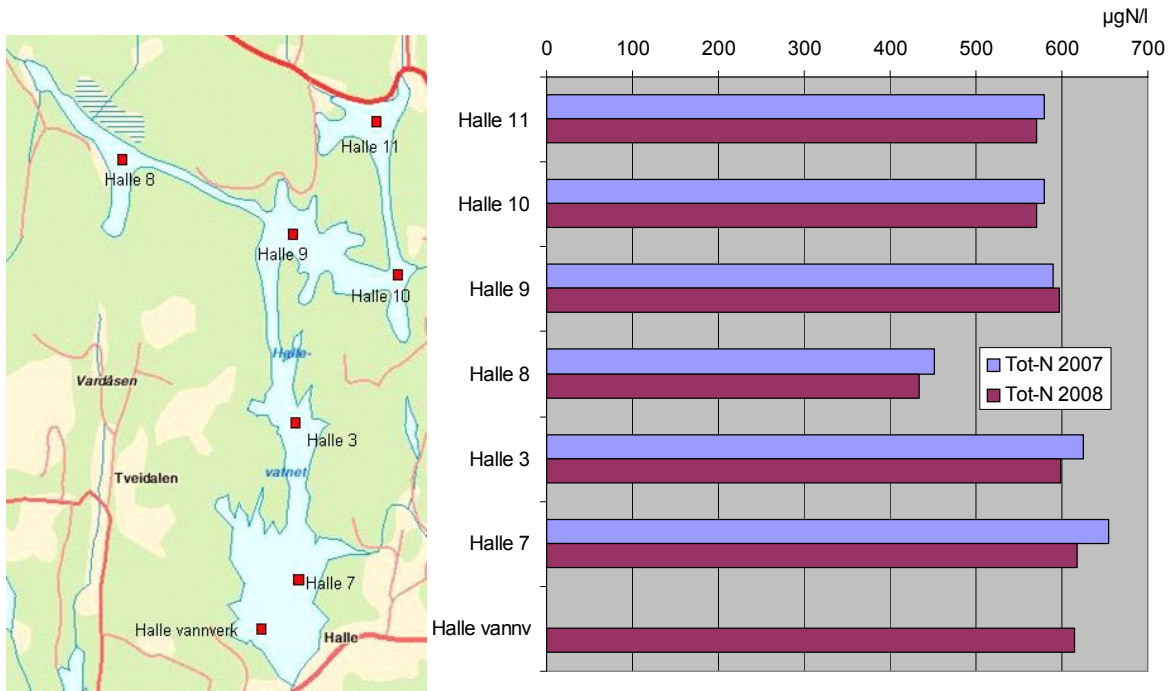 Halle 11
Halle 8
Halle 9
Halle 10
Halle-
Vardåsen
Halle 3
vatnet
Tveidalen
Halle 7
Halle vannverk
Halle
µgN/l
0 100 200 300 400 500 600 700
Halle 11
Halle 10
Halle 9
Halle 8
Halle 3
Halle 7
Halle vannv
Tot-N 2007
Tot-N 2008